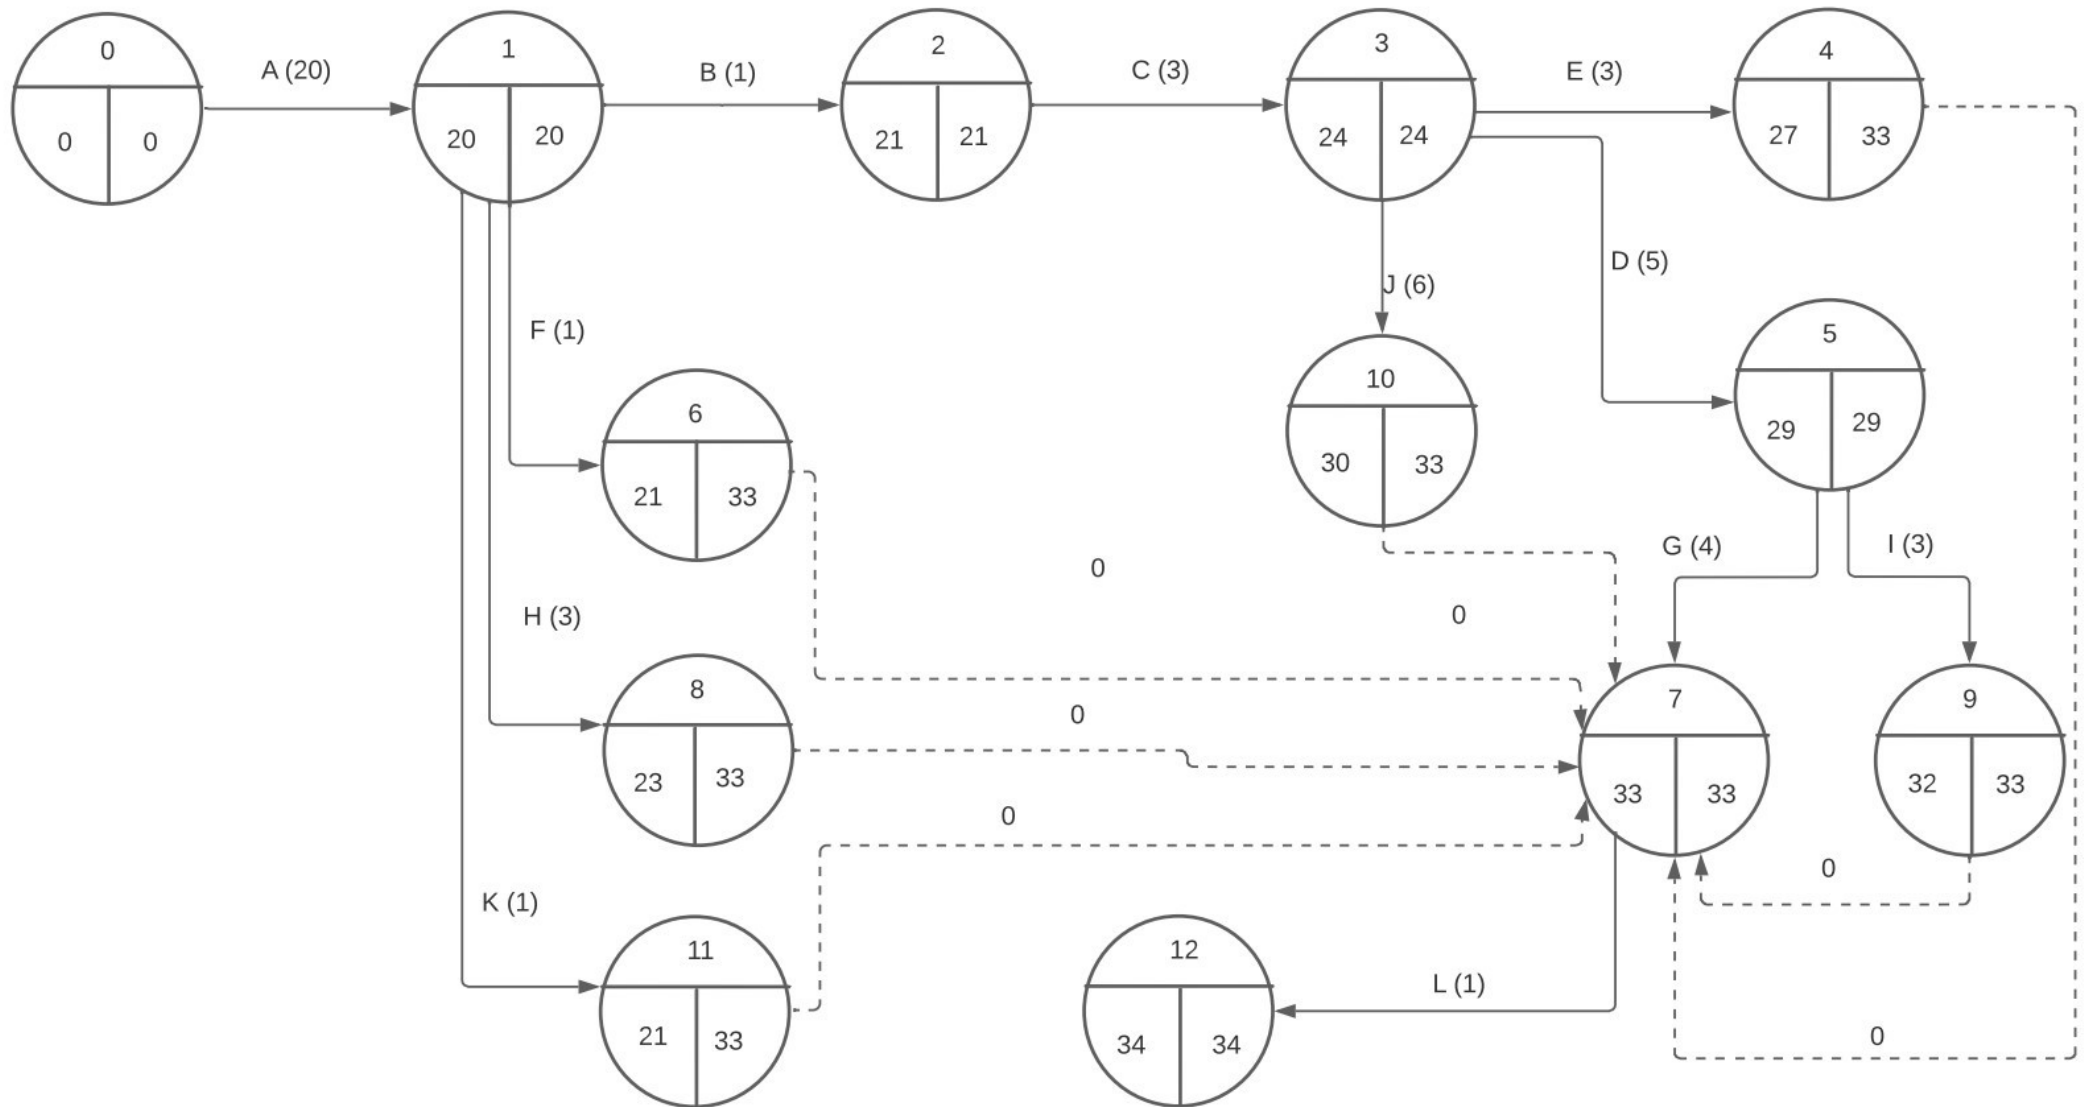 0
0 0
A (20)
1
20 20
B (1)
2
21 21
C (3)
3
24 24
E (3)
4
27 33
D (5)
J (6)
F (1)
5
29 29
10
30 33
6
21 33
G (4)
I (3)
0
0
H (3)
8
23 33
0
7
33 33
9
32 33
0
0
K (1)
11
21 33
12
34 34
L (1)
0